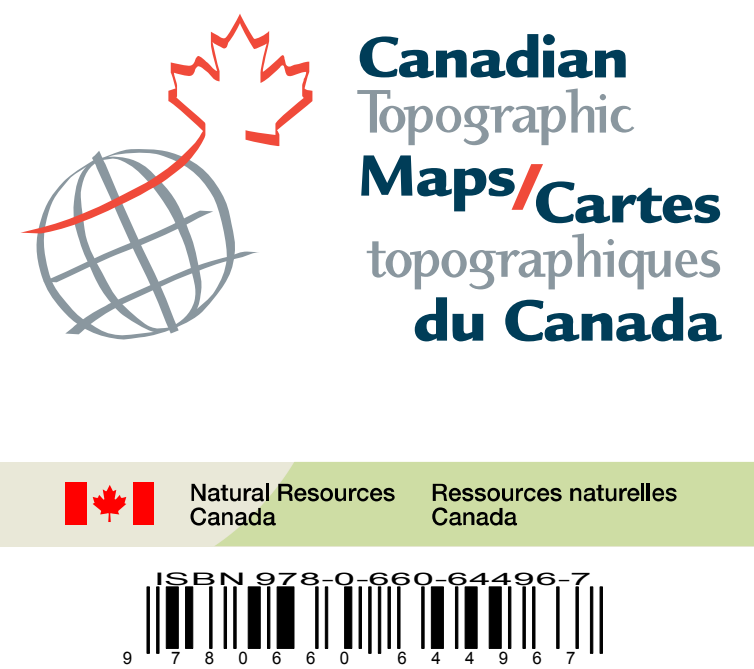 Canadian
Topographic
Maps/Cartes
topographiques
du Canada
Natural Resources
Canada
Ressources naturelles
Canada
ISBN 978-0-660-64496-7
9 780660 644967